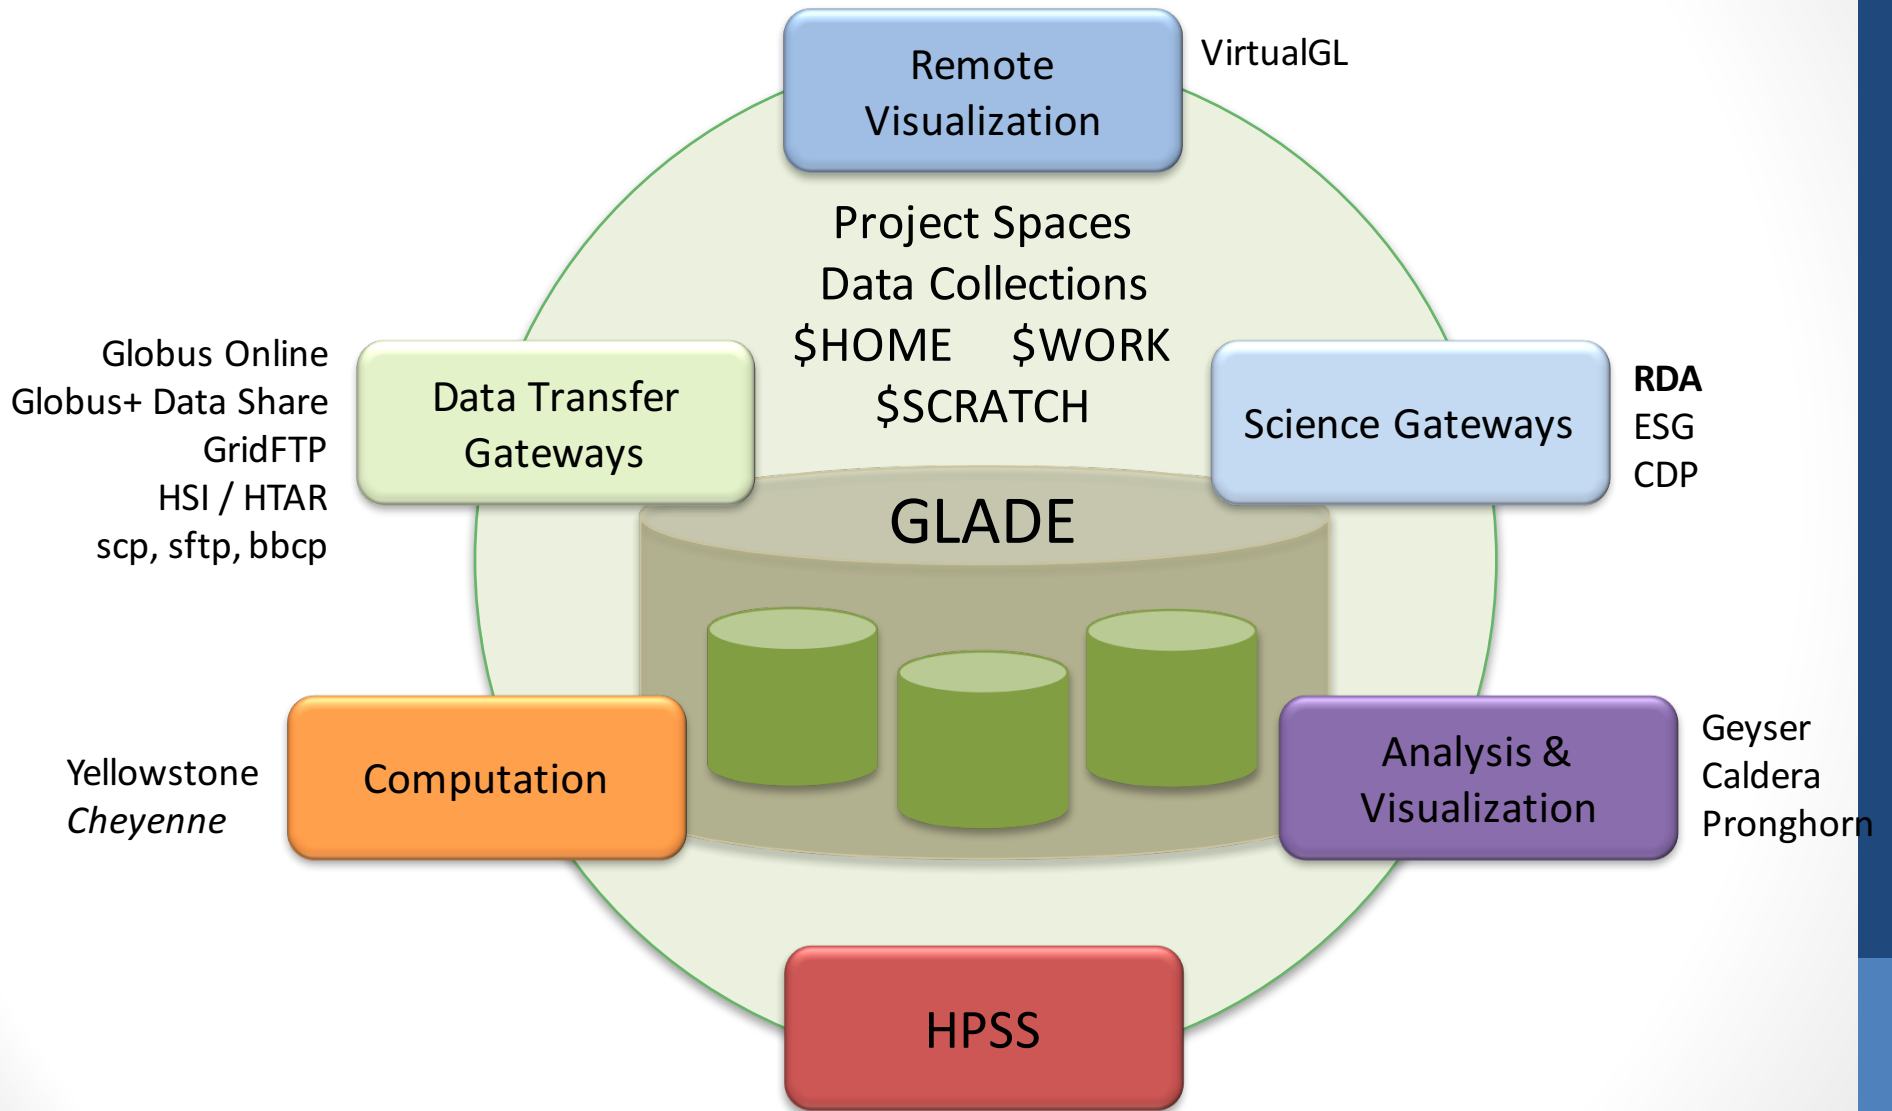 Remote
Visualization
VirtualGL
Project Spaces
Data Collections
$HOME $WORK
$SCRATCH
Globus Online
Globus+ Data Share
GridFTP
HSI / HTAR
scp, sftp, bbcp
Data Transfer
Gateways
Science Gateways
RDA
ESG
CDP
GLADE
Yellowstone
Cheyenne
Computation
Analysis &
Visualization
Geyser
Caldera
Pronghorn
HPSS